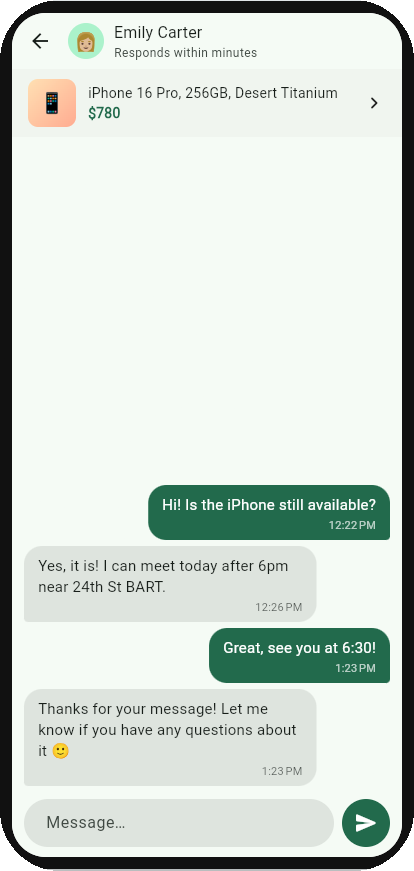 Emily Carter
Responds within minutes
iPhone 16 Pro, 256GB, Desert Titanium
$780
Hi! Is the iPhone still available?
12:22 PM
Yes, it is! I can meet today after 6pm
near 24th St BART.
12:26 PM
Great, see you at 6:30!
1:23 PM
Thanks for your message! Let me
know if you have any questions about
it 🙂
1:23 PM
Message…